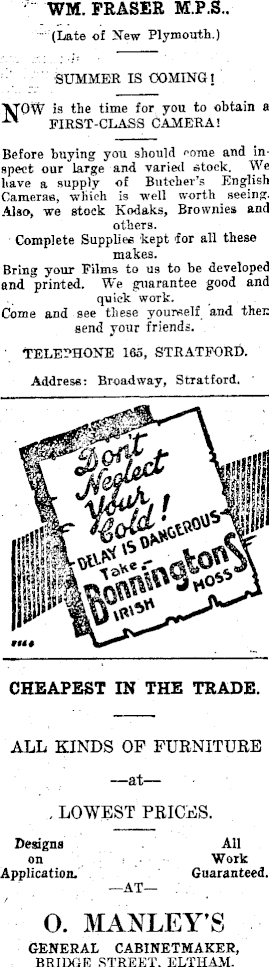 WM. FRASER M.P.S..
(Late of New Plymouth.)
SUMMER IS COMING!
NOW is the time for you to obtain a
FIRST-CLASS CAMERA!
Before buying you should come and in-
spect our large and varied stock. We
have a supply of Butcher's English
Cameras, which is well worth seeing.
Also, we stock Kodaks, Brownies and
others.
Complete Supplies kept for all these
makes.
Bring your Films to us to be developed
and printed. We guarantee good and
quick work.
Come and see these yourself and then
send your friends.
TELEPHONE 165, STRATFORD.
Address: Broadway, Stratford.
Don't
Neglect
Your
Cold!
DELAY IS DANGEROUS
Take
Bonningtons
IRISH MOSS
CHEAPEST IN THE TRADE.
ALL KINDS OF FURNITURE
—at—
LOWEST PRICES.
Designs All
on Work
Application. Guaranteed.
—AT—
O. MANLEY'S
GENERAL CABINETMAKER,
BRIDGE STREET, ELTHAM.